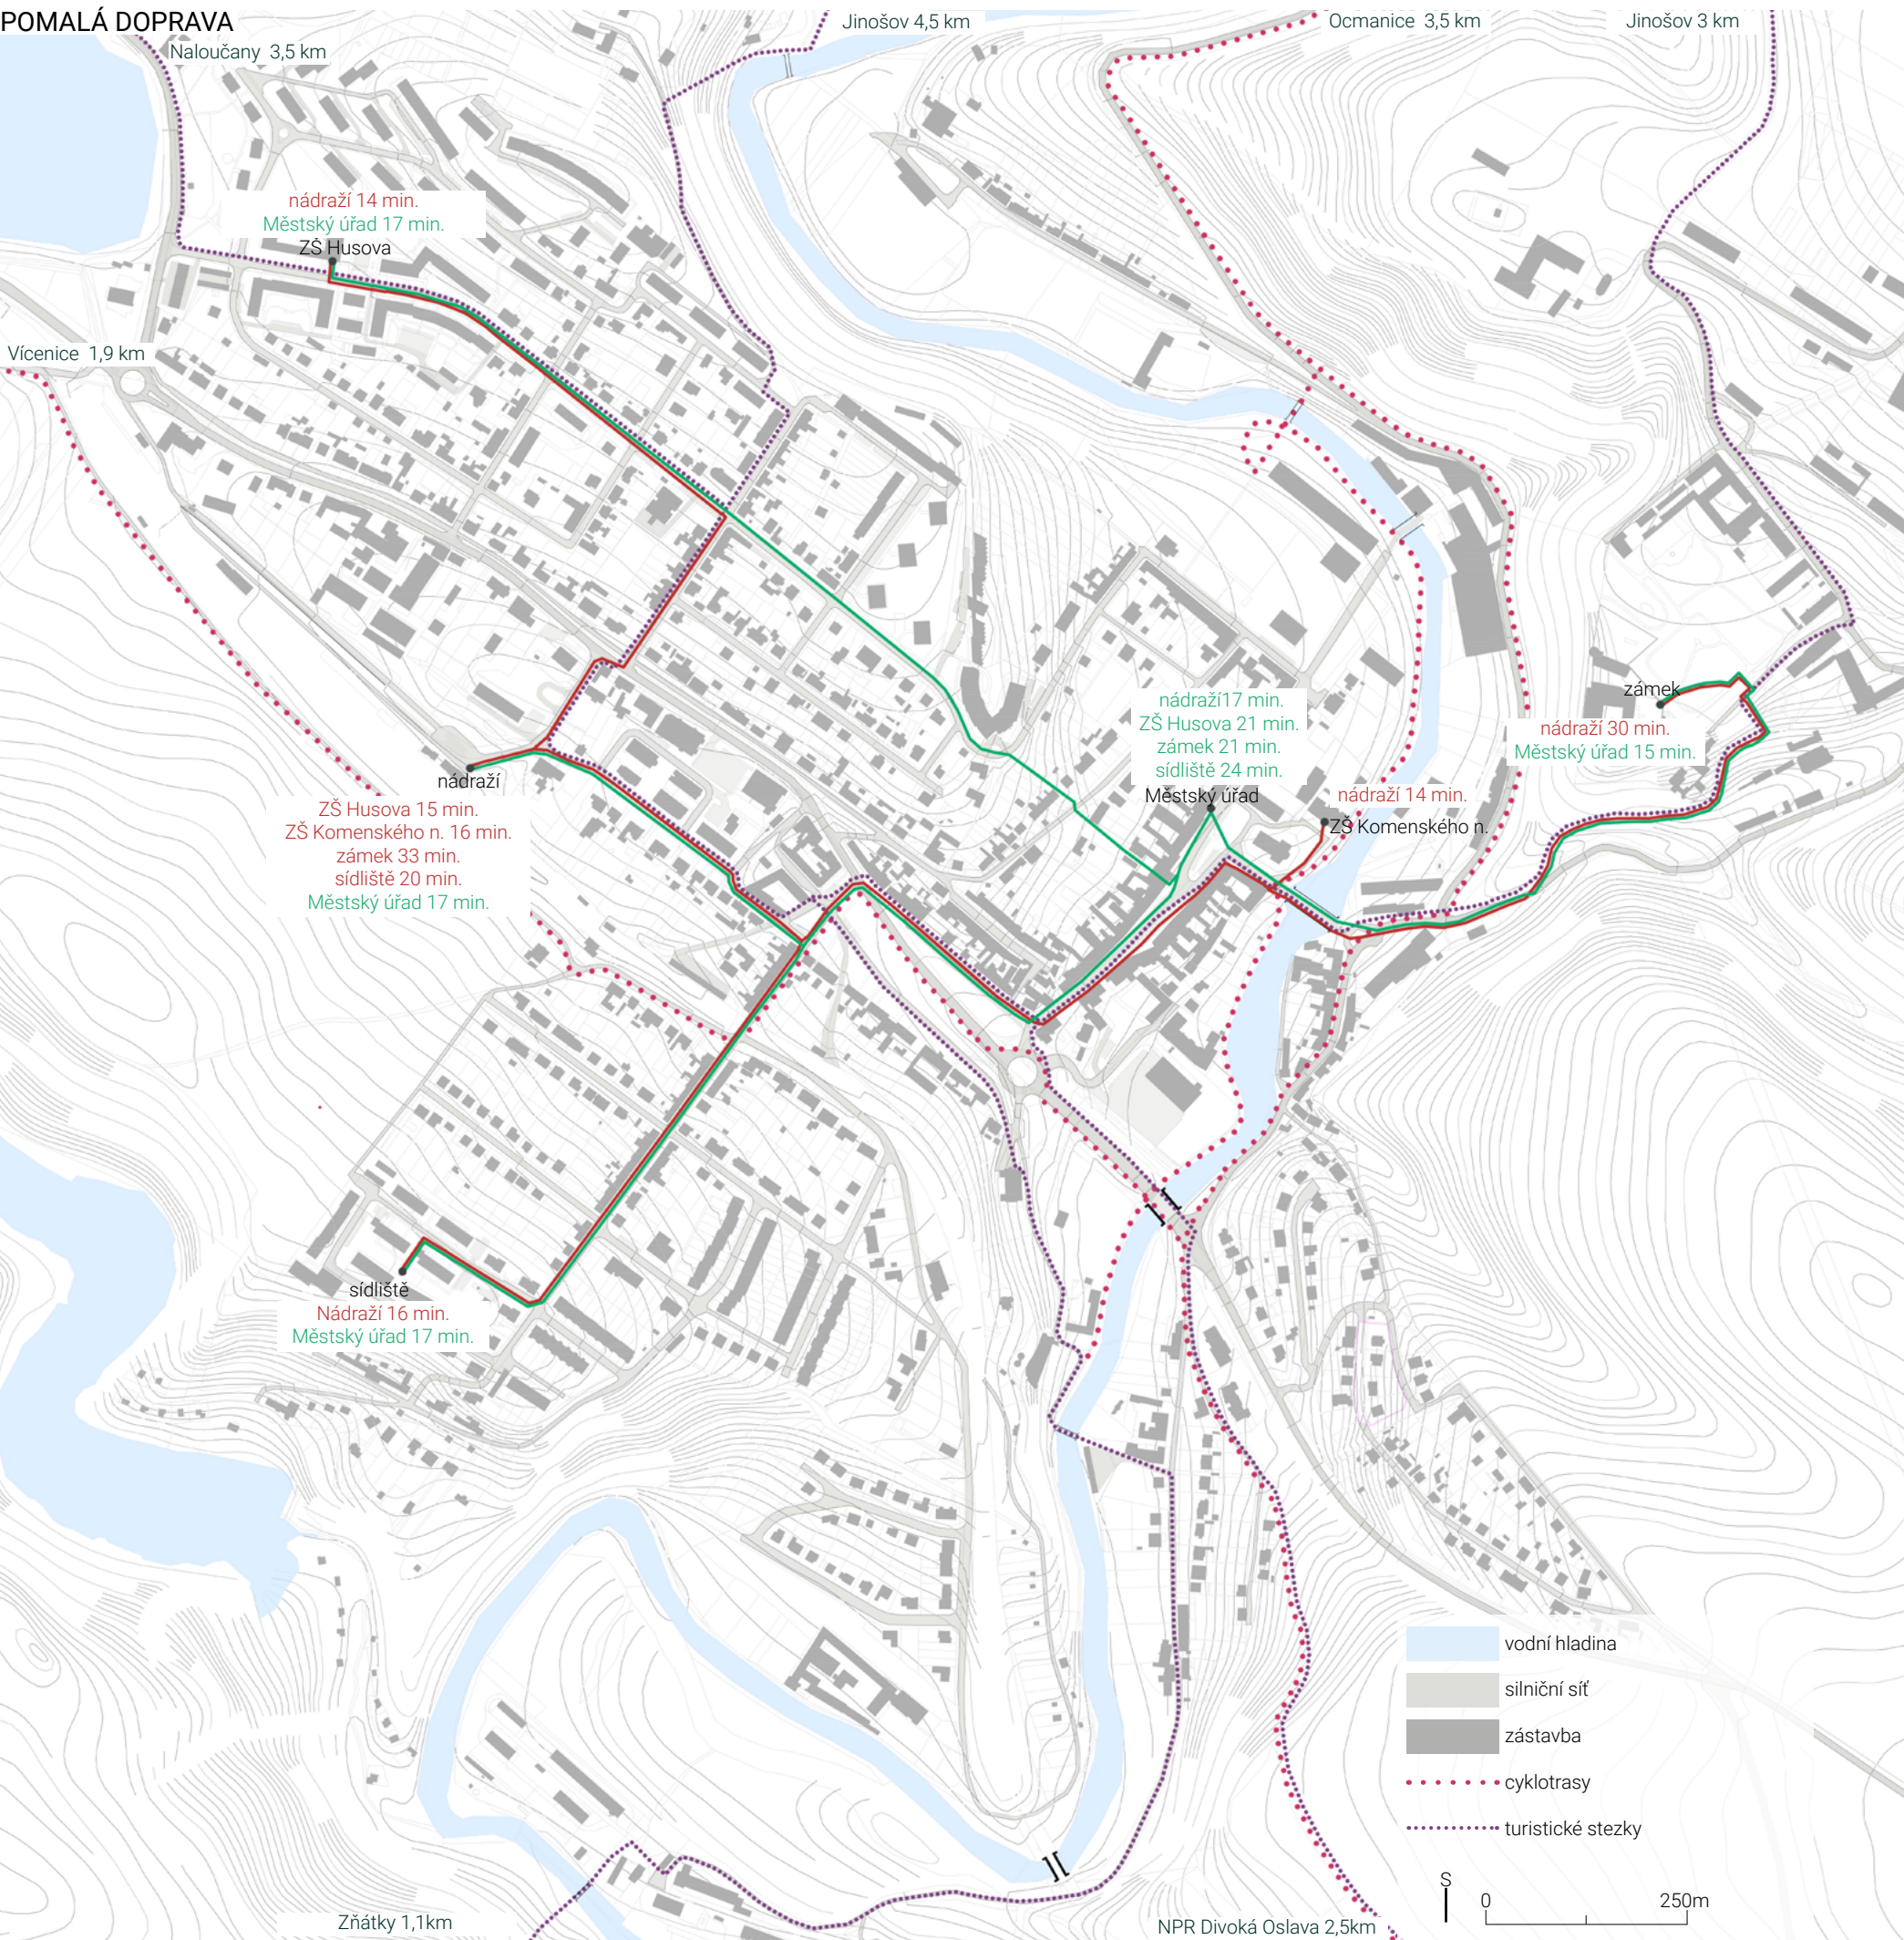 POMALÁ DOPRAVA
Jinošov 4,5 km
Ocmanice 3,5 km
Jinošov 3 km
Naloučany 3,5 km
nádraží 14 min.
Městský úřad 17 min.
ZŠ Husova
Vícenice 1,9 km
zámek
nádraží 30 min.
Městský úřad 15 min.
nádraží17 min.
ZŠ Husova 21 min.
zámek 21 min.
sídliště 24 min.
Městský úřad
nádraží 14 min.
ZŠ Komenského n.
nádraží
ZŠ Husova 15 min.
ZŠ Komenského n. 16 min.
zámek 33 min.
sídliště 20 min.
Městský úřad 17 min.
sídliště
Nádraží 16 min.
Městský úřad 17 min.
vodní hladina
silniční síť
zástavba
cyklotrasy
turistické stezky
S
0 250m
Zňátky 1,1km
NPR Divoká Oslava 2,5km